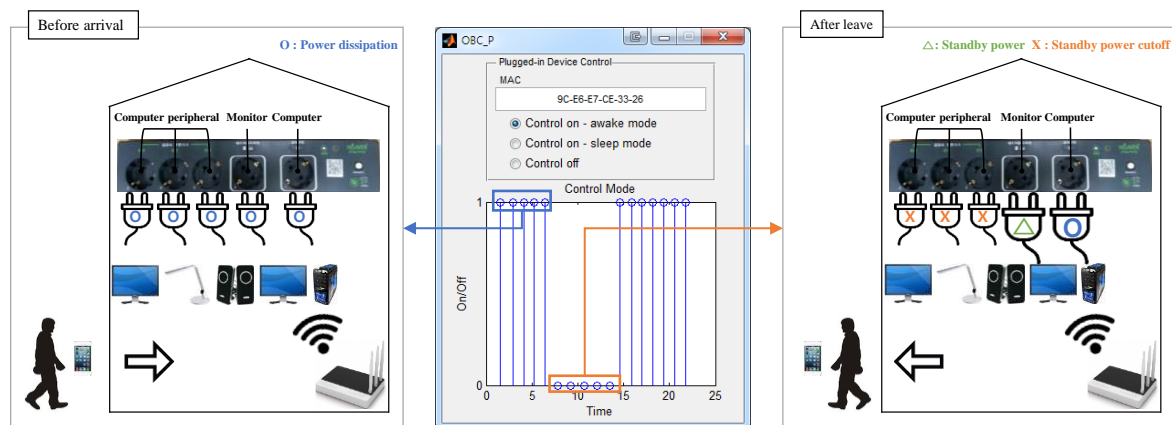 Before arrival
O : Power dissipation
Computer peripheral Monitor Computer
O O O O O
OBC_P
Plugged-in Device Control
MAC
9C-E6-E7-CE-33-26
Control on - awake mode
Control on - sleep mode
Control off
Control Mode
1
On/Off
0
0 5 10 15 20 25
Time
After leave
△: Standby power X : Standby power cutoff
Computer peripheral Monitor Computer
X X X △ O